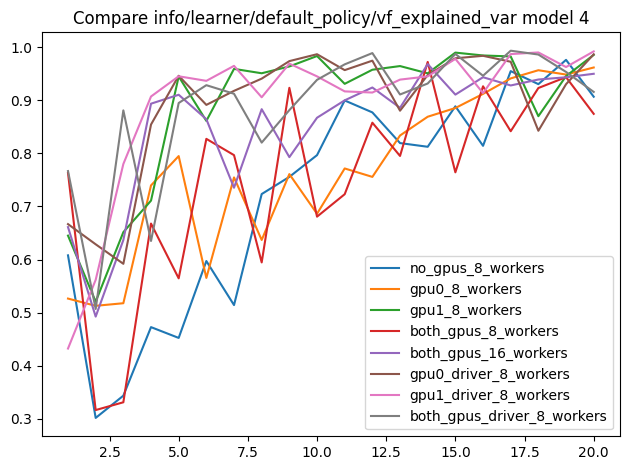 Compare info/learner/default_policy/vf_explained_var model 4
1.0
0.9
0.8
0.7
0.6
0.5
0.4
0.3
no_gpus_8_workers
gpu0_8_workers
gpu1_8_workers
both_gpus_8_workers
both_gpus_16_workers
gpu0_driver_8_workers
gpu1_driver_8_workers
both_gpus_driver_8_workers
2.5 5.0 7.5 10.0 12.5 15.0 17.5 20.0